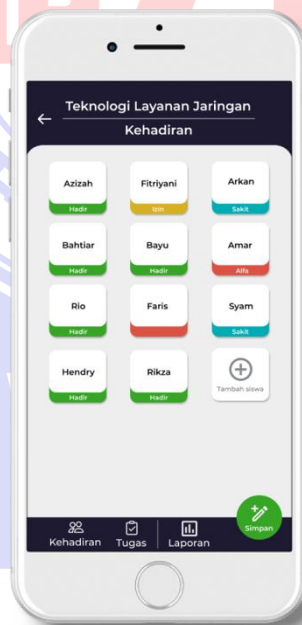 Teknologi Layanan Jaringan
Kehadiran
Azizah
Fitriyani
Arkan
Hadir
Izin
Sakit
Bahtiar
Bayu
Amar
Hadir
Hadir
Alfa
Rio
Faris
Syam
Hadir
Sakit
Hendry
Rikza
Hadir
Hadir
Tambah siswa
Simpan
Kehadiran
Tugas
Laporan